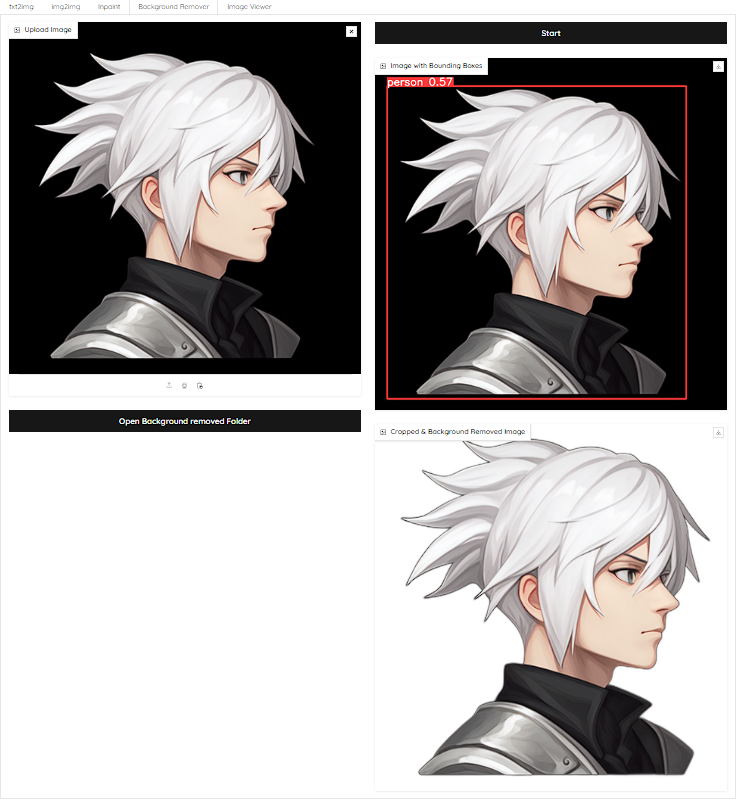 txt2img img2img Inpaint Background Remover Image Viewer
Upload Image
Open Background removed Folder
Start
Image with Bounding Boxes
person 0.57
Cropped & Background Removed Image